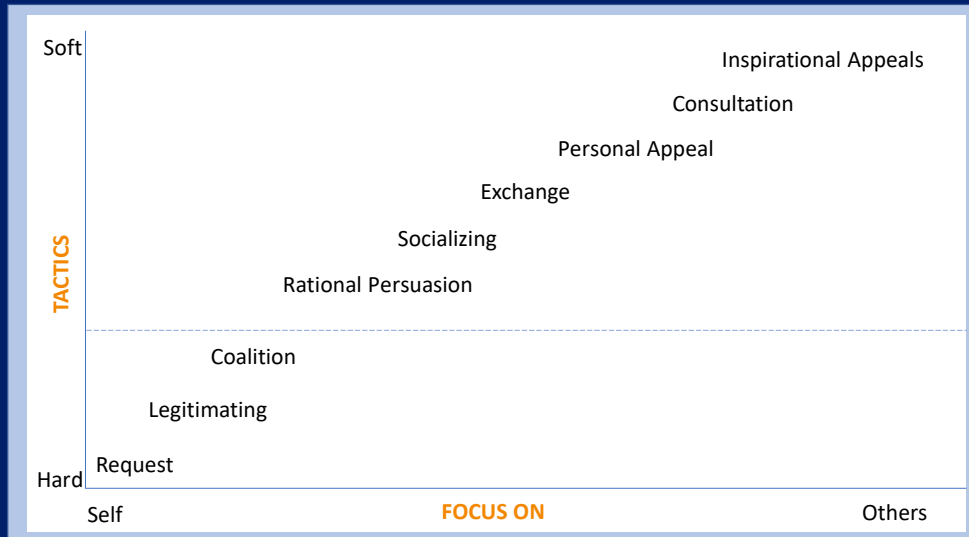 Soft
Inspirational Appeals
Consultation
Personal Appeal
Exchange
Socializing
TACTICS
Rational Persuasion
Coalition
Legitimating
Request
Hard
Self
FOCUS ON
Others